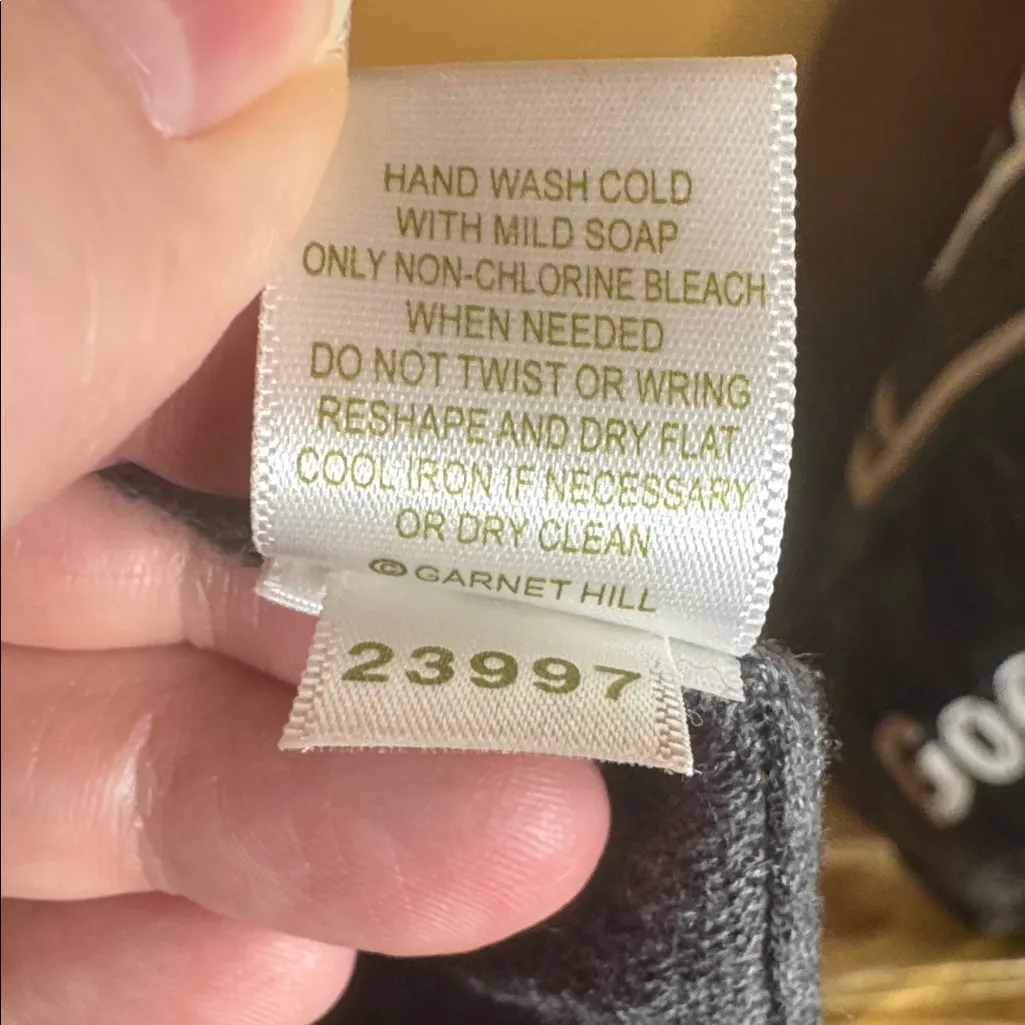 HAND WASH COLD
WITH MILD SOAP
ONLY NON-CHLORINE BLEACH
WHEN NEEDED
DO NOT TWIST OR WRING
RESHAPE AND DRY FLAT
COOL IRON IF NECESSARY
OR DRY CLEAN
© GARNET HILL
23997